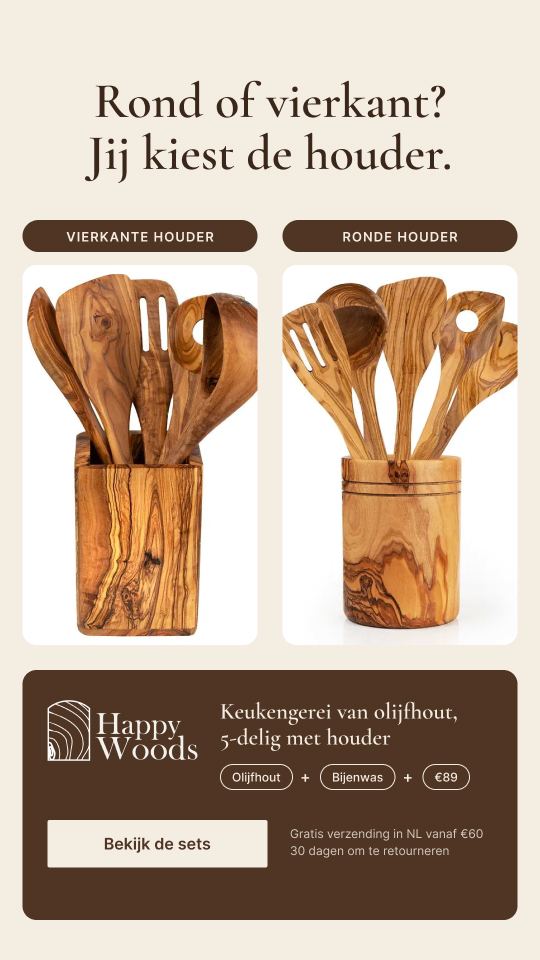 Rond of vierkant?
Jij kiest de houder.
VIERKANTE HOUDER
RONDE HOUDER
Happy
Woods
Keukengerei van olijfhout,
5-delig met houder
Olijfhout + Bijenwas + €89
Bekijk de sets
Gratis verzending in NL vanaf €60
30 dagen om te retourneren